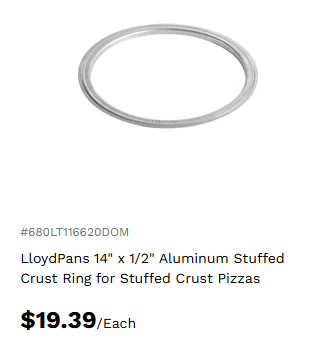 #680LT116620DOM
LloydPans 14" x 1/2" Aluminum Stuffed
Crust Ring for Stuffed Crust Pizzas
$19.39/Each